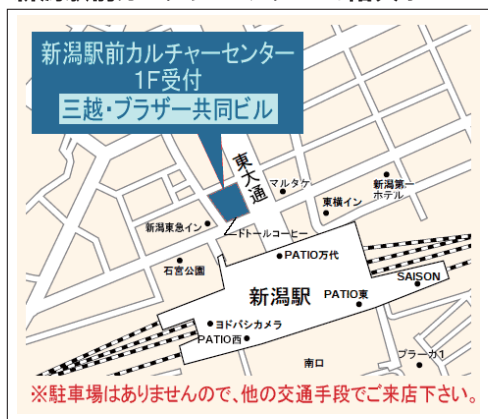 新潟駅前カルチャーセンター
1F受付
三越・ブラザー共同ビル
東大通
マルタケ
新潟第一
ホテル
東横イン
新潟東急イン
ドトールコーヒー
石宮公園
PATIO万代
SAISON
新潟駅
PATIO東
ヨドバシカメラ
PATIO西
南口
プラーカ1
※駐車場はありませんので、他の交通手段でご来店下さい。